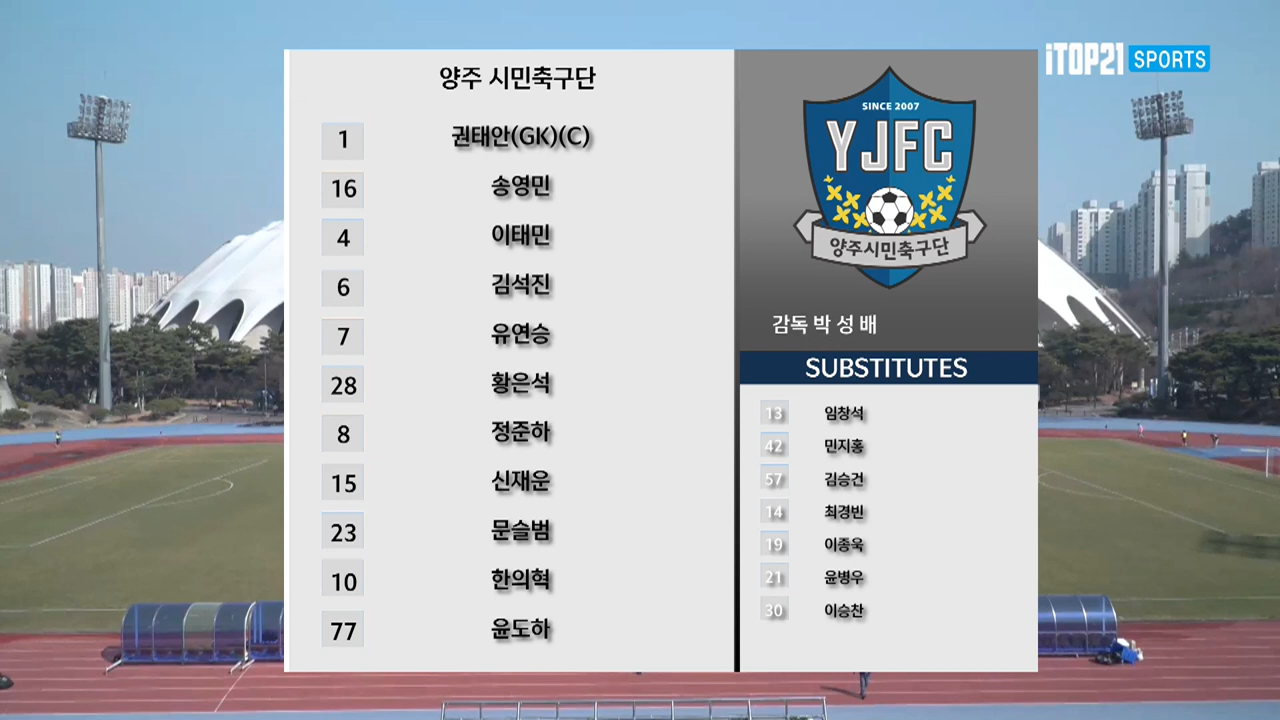 양주 시민축구단
1 권태안(GK)(C)
16 송영민
4 이태민
6 김석진
7 유연승
28 황은석
8 정준하
15 신재운
23 문슬범
10 한의혁
77 윤도하
iTOP21 SPORTS
SINCE 2007
YJFC
양주시민축구단
감독 박 성 배
SUBSTITUTES
13 임창석
42 민지홍
57 김승건
14 최경빈
19 이종욱
21 윤병우
30 이승찬